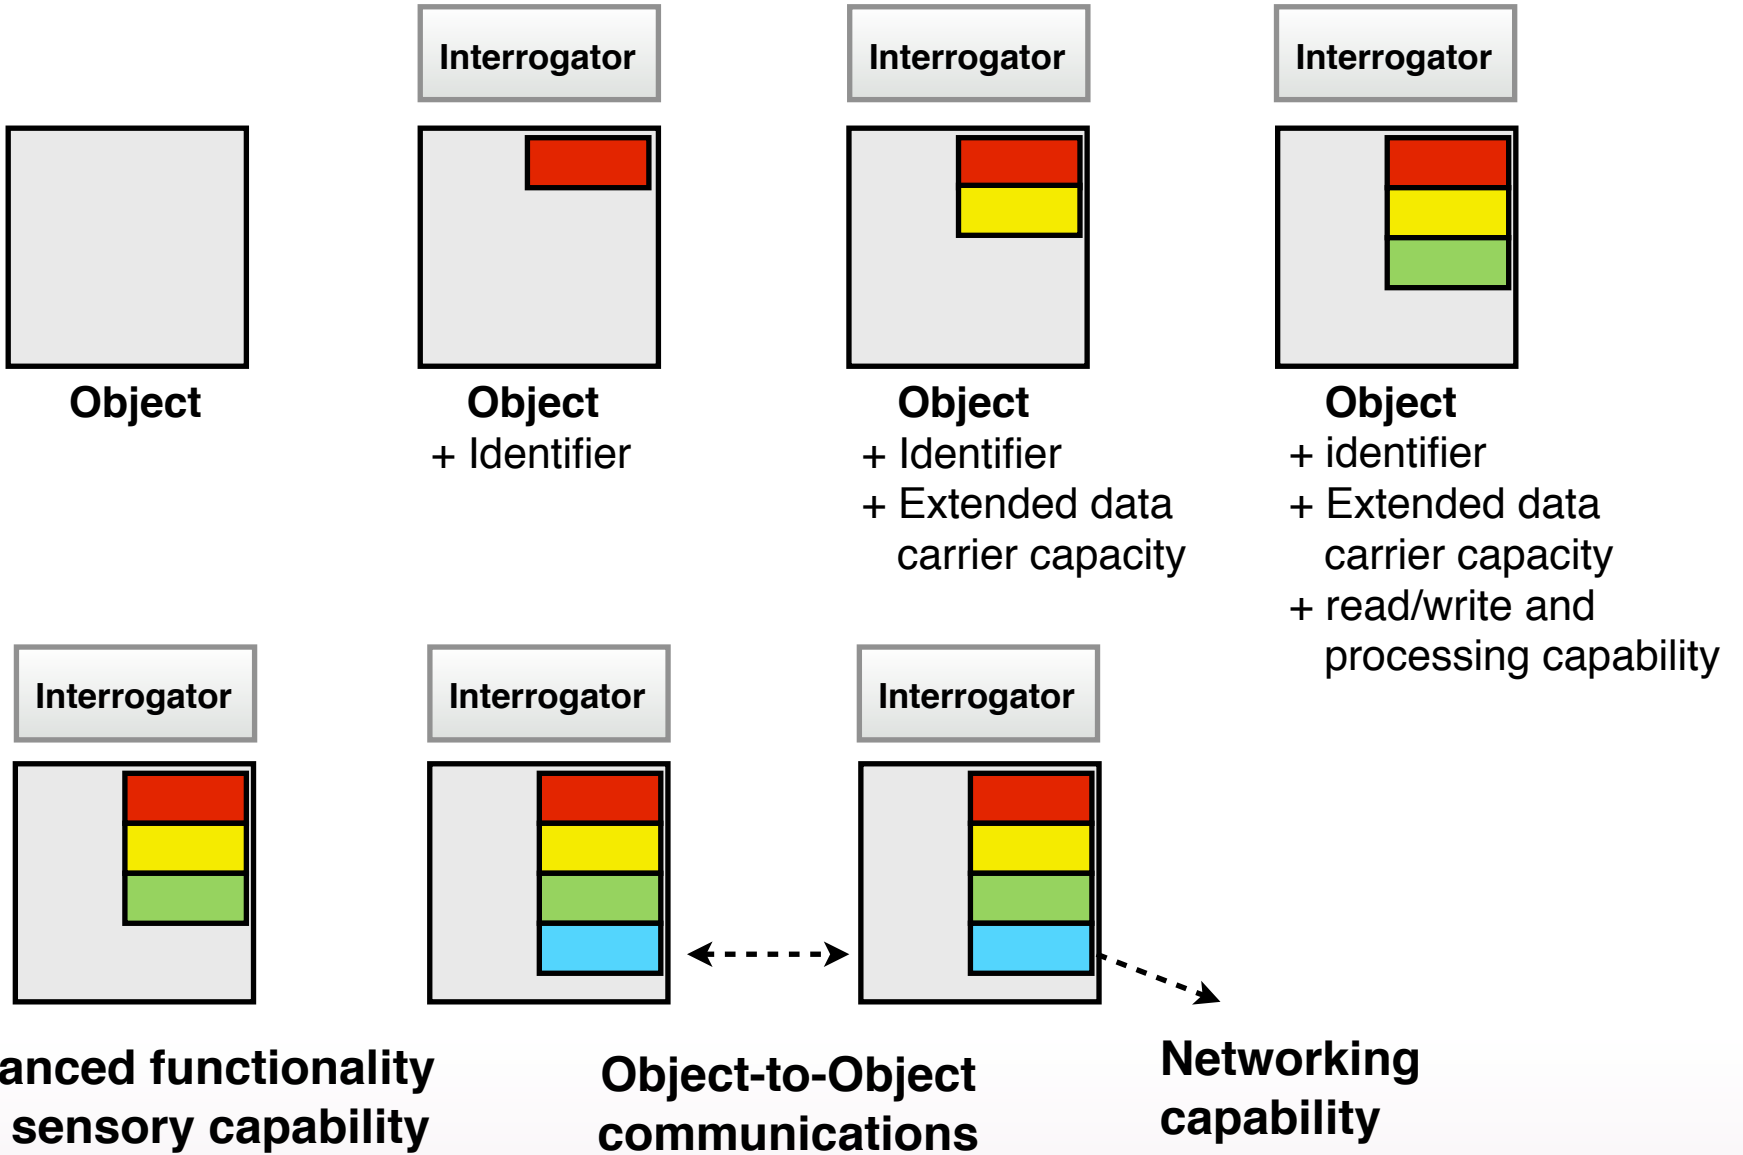 Interrogator
Interrogator
Interrogator
Object
Object
+ Identifier
Object
+ Identifier
+ Extended data
carrier capacity
Object
+ identifier
+ Extended data
carrier capacity
+ read/write and
processing capability
Interrogator
Interrogator
Interrogator
anced functionality
sensory capability
Object-to-Object
communications
Networking
capability